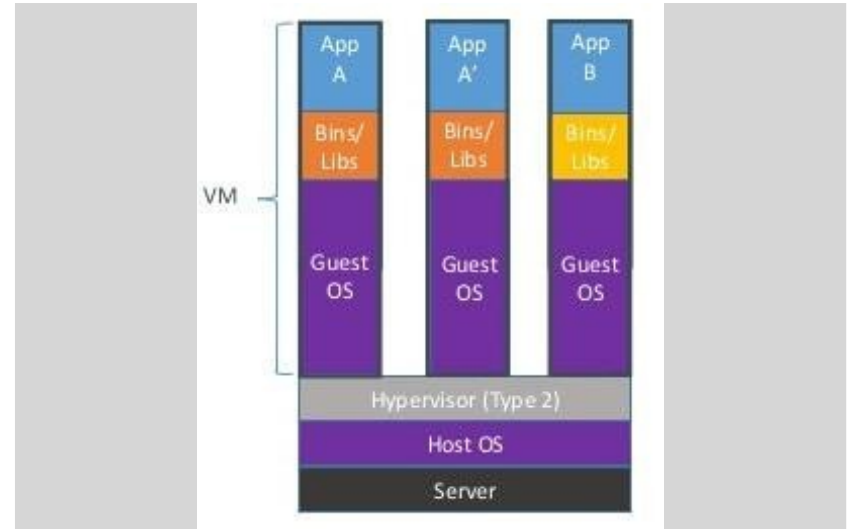 App
A
App
A'
App
B
Bins/
Libs
Bins/
Libs
Bins/
Libs
VM
Guest
OS
Guest
OS
Guest
OS
Hypervisor (Type 2)
Host OS
Server